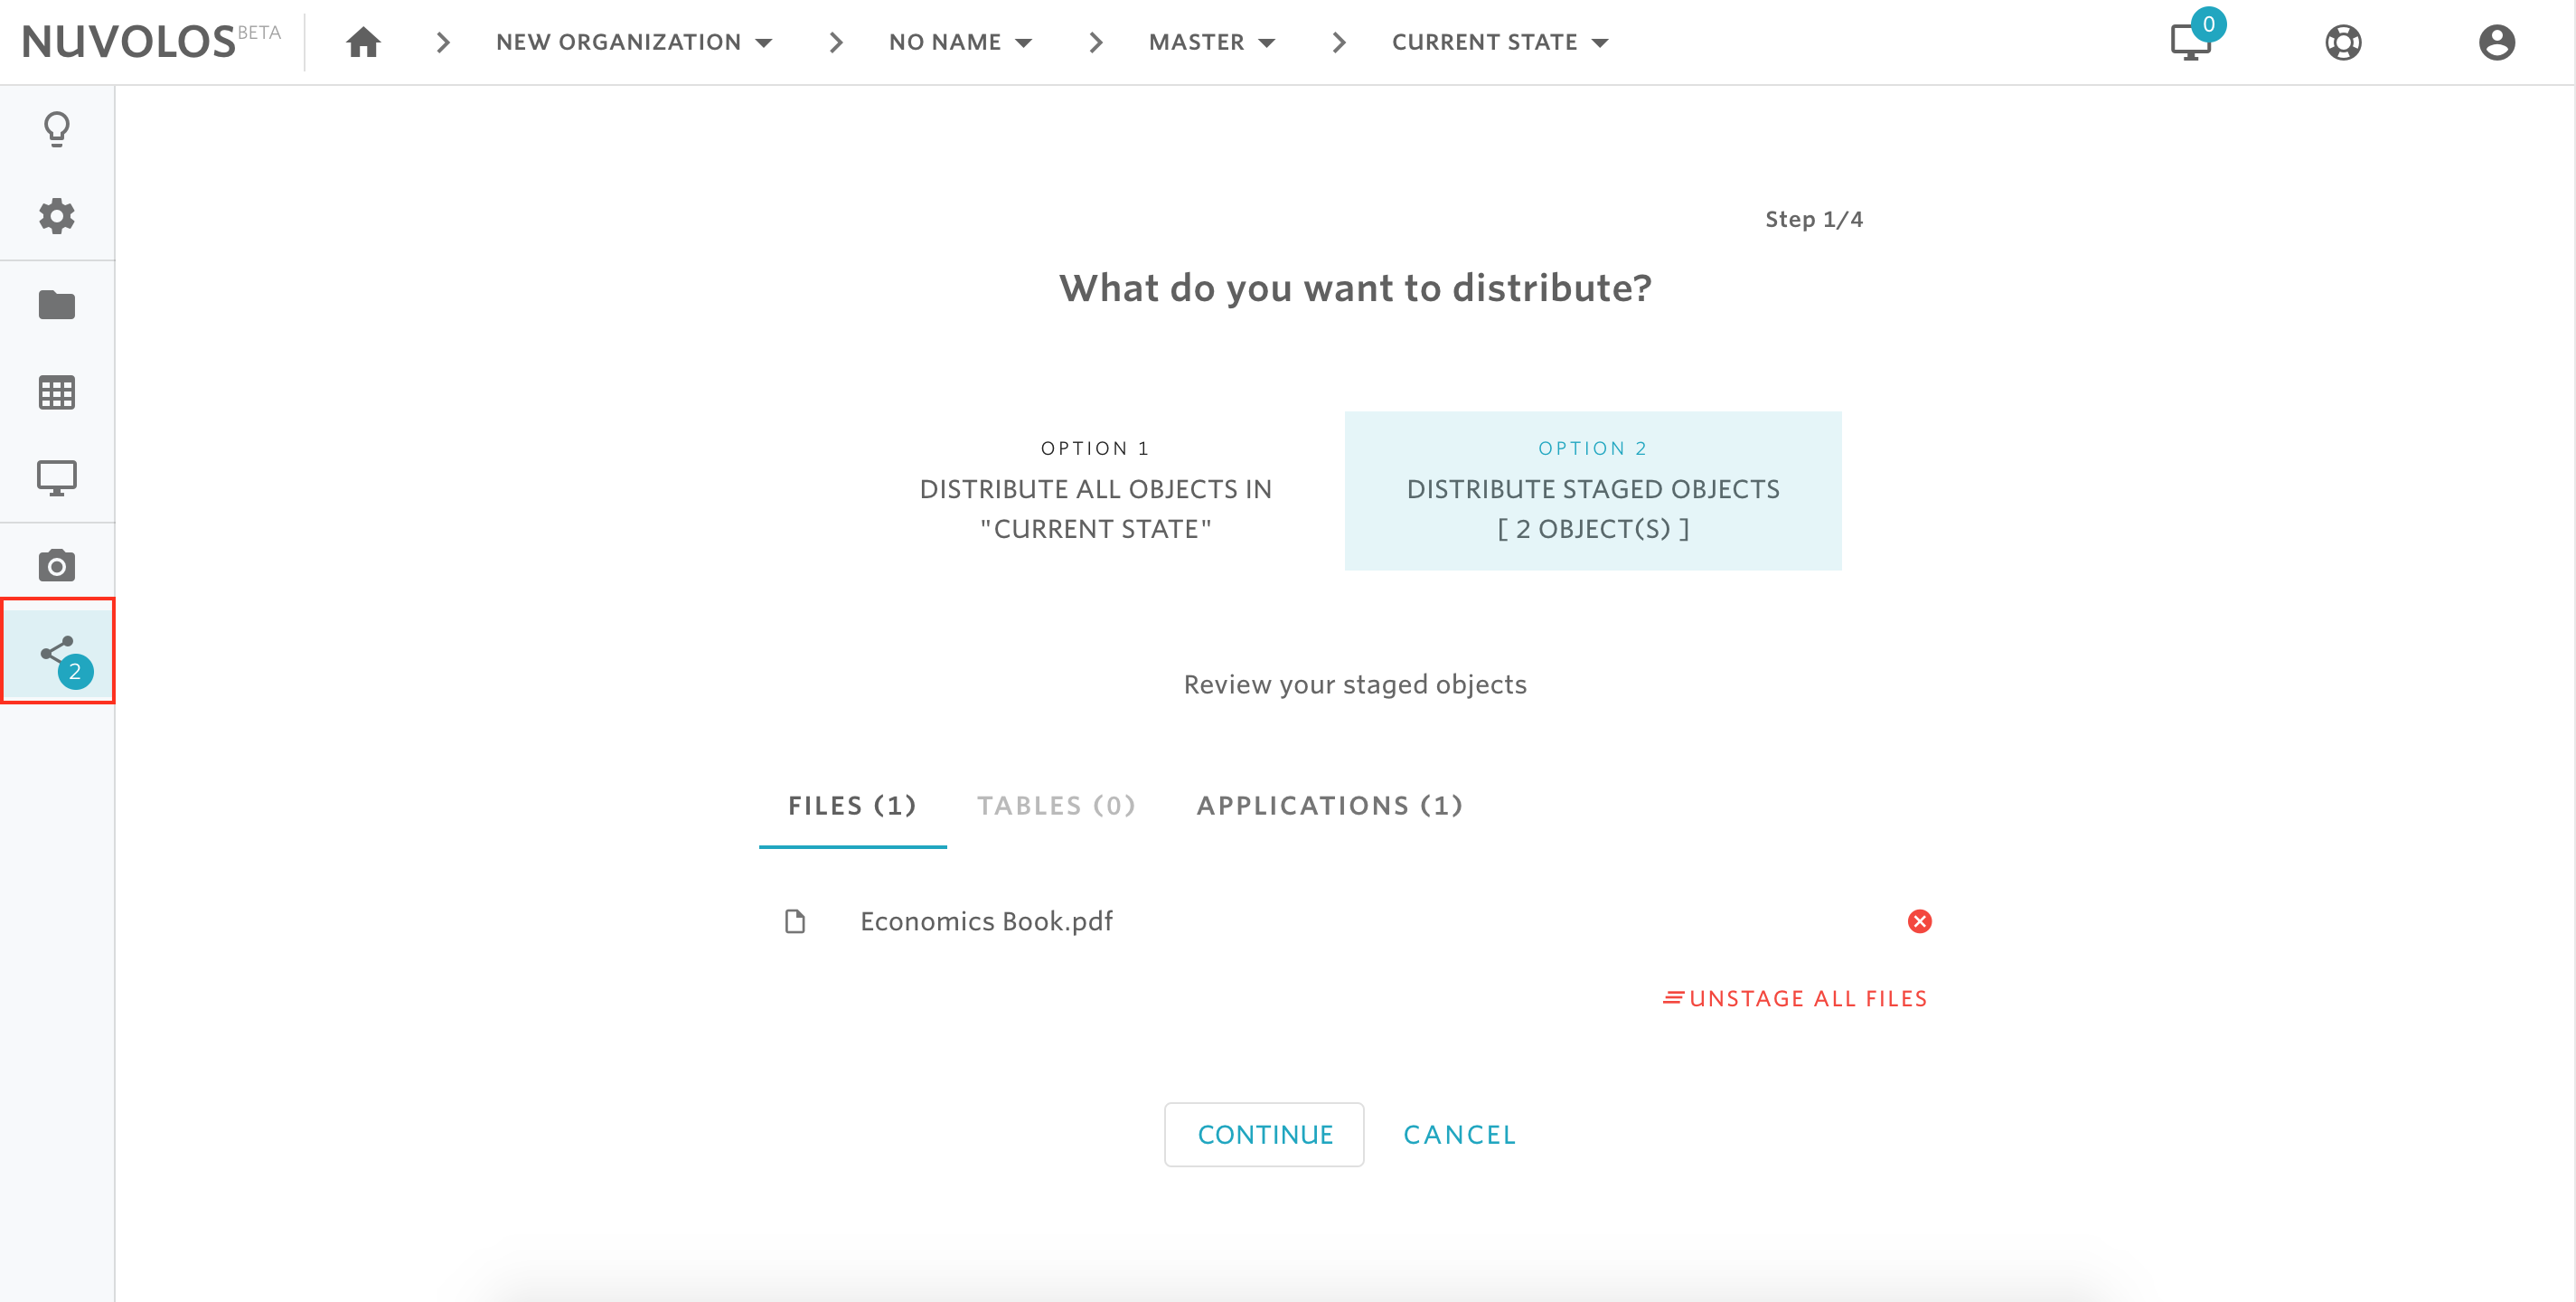 NUVOLOS BETA
NEW ORGANIZATION
NO NAME
MASTER
CURRENT STATE
0
Step 1/4
What do you want to distribute?
OPTION 1
DISTRIBUTE ALL OBJECTS IN
"CURRENT STATE"
OPTION 2
DISTRIBUTE STAGED OBJECTS
[ 2 OBJECT(S) ]
2
Review your staged objects
FILES (1)
TABLES (0)
APPLICATIONS (1)
Economics Book.pdf
UNSTAGE ALL FILES
CONTINUE
CANCEL